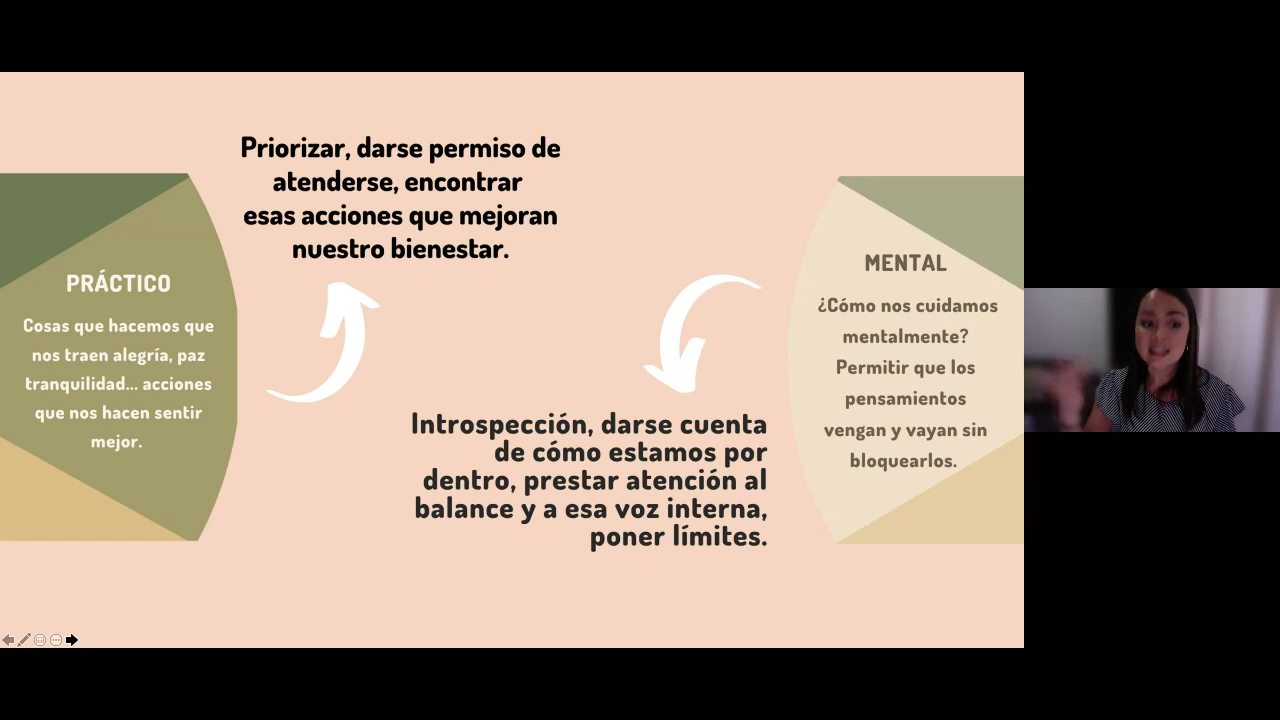 Priorizar, darse permiso de
atenderse, encontrar
esas acciones que mejoran
nuestro bienestar.
PRÁCTICO
Cosas que hacemos que
nos traen alegría, paz
tranquilidad... acciones
que nos hacen sentir
mejor.
MENTAL
¿Cómo nos cuidamos
mentalmente?
Permitir que los
pensamientos
vengan y vayan sin
bloquearlos.
Introspección, darse cuenta
de cómo estamos por
dentro, prestar atención al
balance y a esa voz interna,
poner límites.